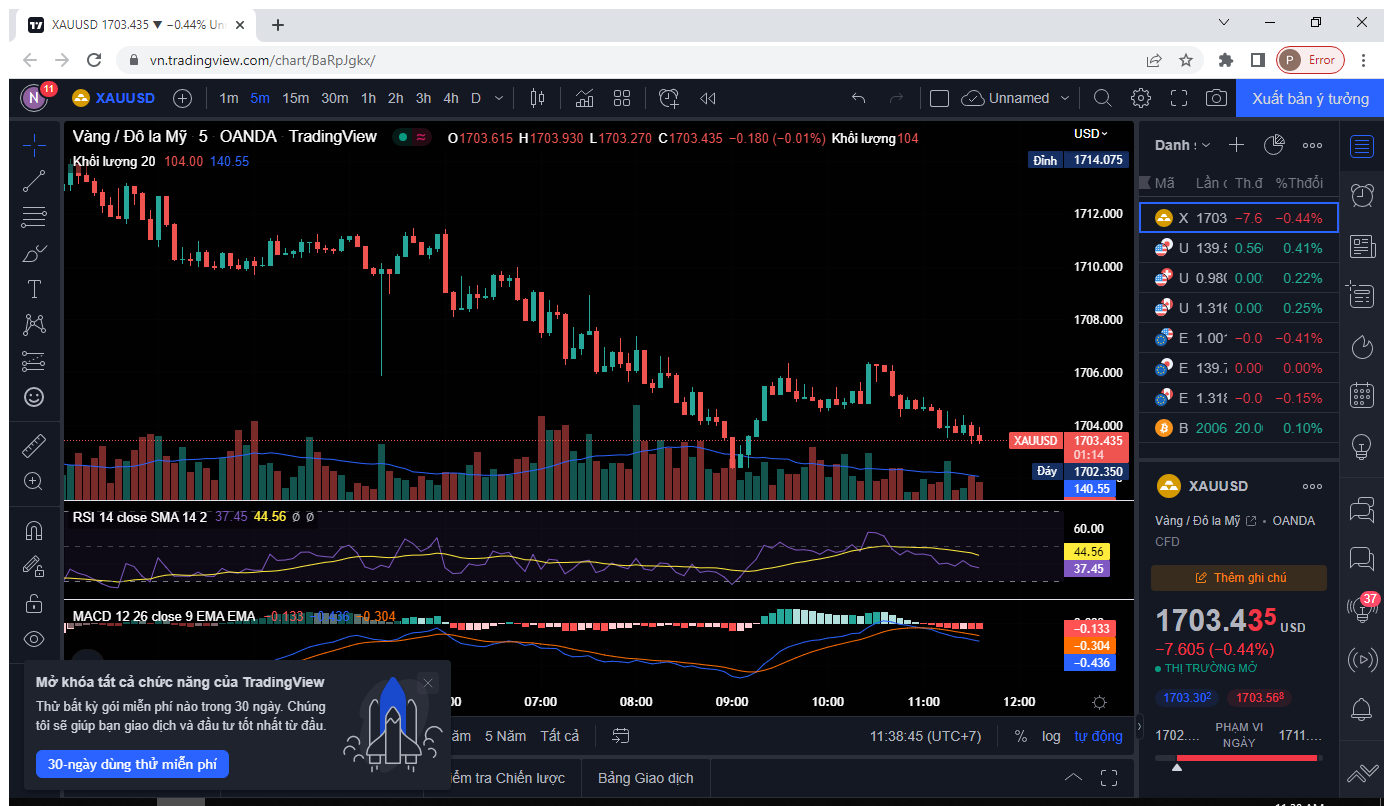 XAUUSD 1703.435 ▼ −0.44% Un
vn.tradingview.com/chart/BaRpJgkx/
P Error
N 11
XAUUSD 1m 5m 15m 30m 1h 2h 3h 4h D Unnamed Xuất bản ý tưởng
Vàng / Đô la Mỹ 5 OANDA TradingView O1703.615 H1703.930 L1703.270 C1703.435 −0.180 (−0.01%) Khối lượng104
Khối lượng 20 104.00 140.55
USD
Đỉnh 1714.075
1712.000
1710.000
1708.000
1706.000
1704.000
XAUUSD 1703.435
01:14
Đáy 1702.350
140.55
RSI 14 close SMA 14 2 37.45 44.56 ø ø
60.00
44.56
37.45
MACD 12 26 close 9 EMA EMA −0.133 −0.436 −0.304
−0.133
−0.304
−0.436
07:00 08:00 09:00 10:00 11:00 12:00
5 Năm Tất cả 11:38:45 (UTC+7) % log tự động
Chiến lược Bảng Giao dịch
Mở khóa tất cả chức năng của TradingView
Thử bất kỳ gói miễn phí nào trong 30 ngày. Chúng
tôi sẽ giúp bạn giao dịch và đầu tư tốt nhất từ đầu.
30-ngày dùng thử miễn phí
Danh
Mã Lần Th.đ %Thđổi
X 1703 −7.6 −0.44%
U 139.5 0.56 0.41%
U 0.980 0.00 0.22%
U 1.316 0.00 0.25%
E 1.001 −0.0 −0.41%
E 139.7 0.00 0.00%
E 1.318 −0.0 −0.15%
B 2006 20.0 0.10%
XAUUSD
Vàng / Đô la Mỹ • OANDA
CFD
Thêm ghi chú
1703.435 USD
−7.605 (−0.44%)
THỊ TRƯỜNG MỞ
1703.302 1703.568
1702.... PHẠM VI NGÀY 1711....
37